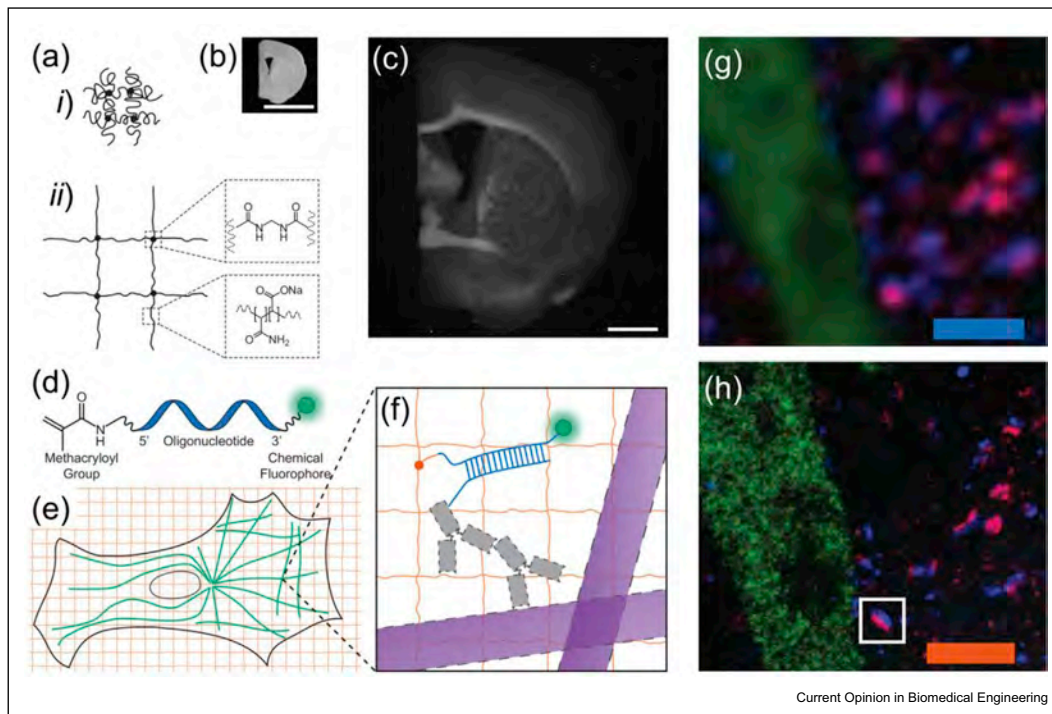 (a)
i)
(b)
(c)
(g)
ii)
O
O
N
H
N
H
ONa
O
O
NH2
(d)
O
N
H
5'
Oligonucleotide
3'
Methacryloyl
Group
Chemical
Fluorophore
(e)
(f)
(h)
Current Opinion in Biomedical Engineering